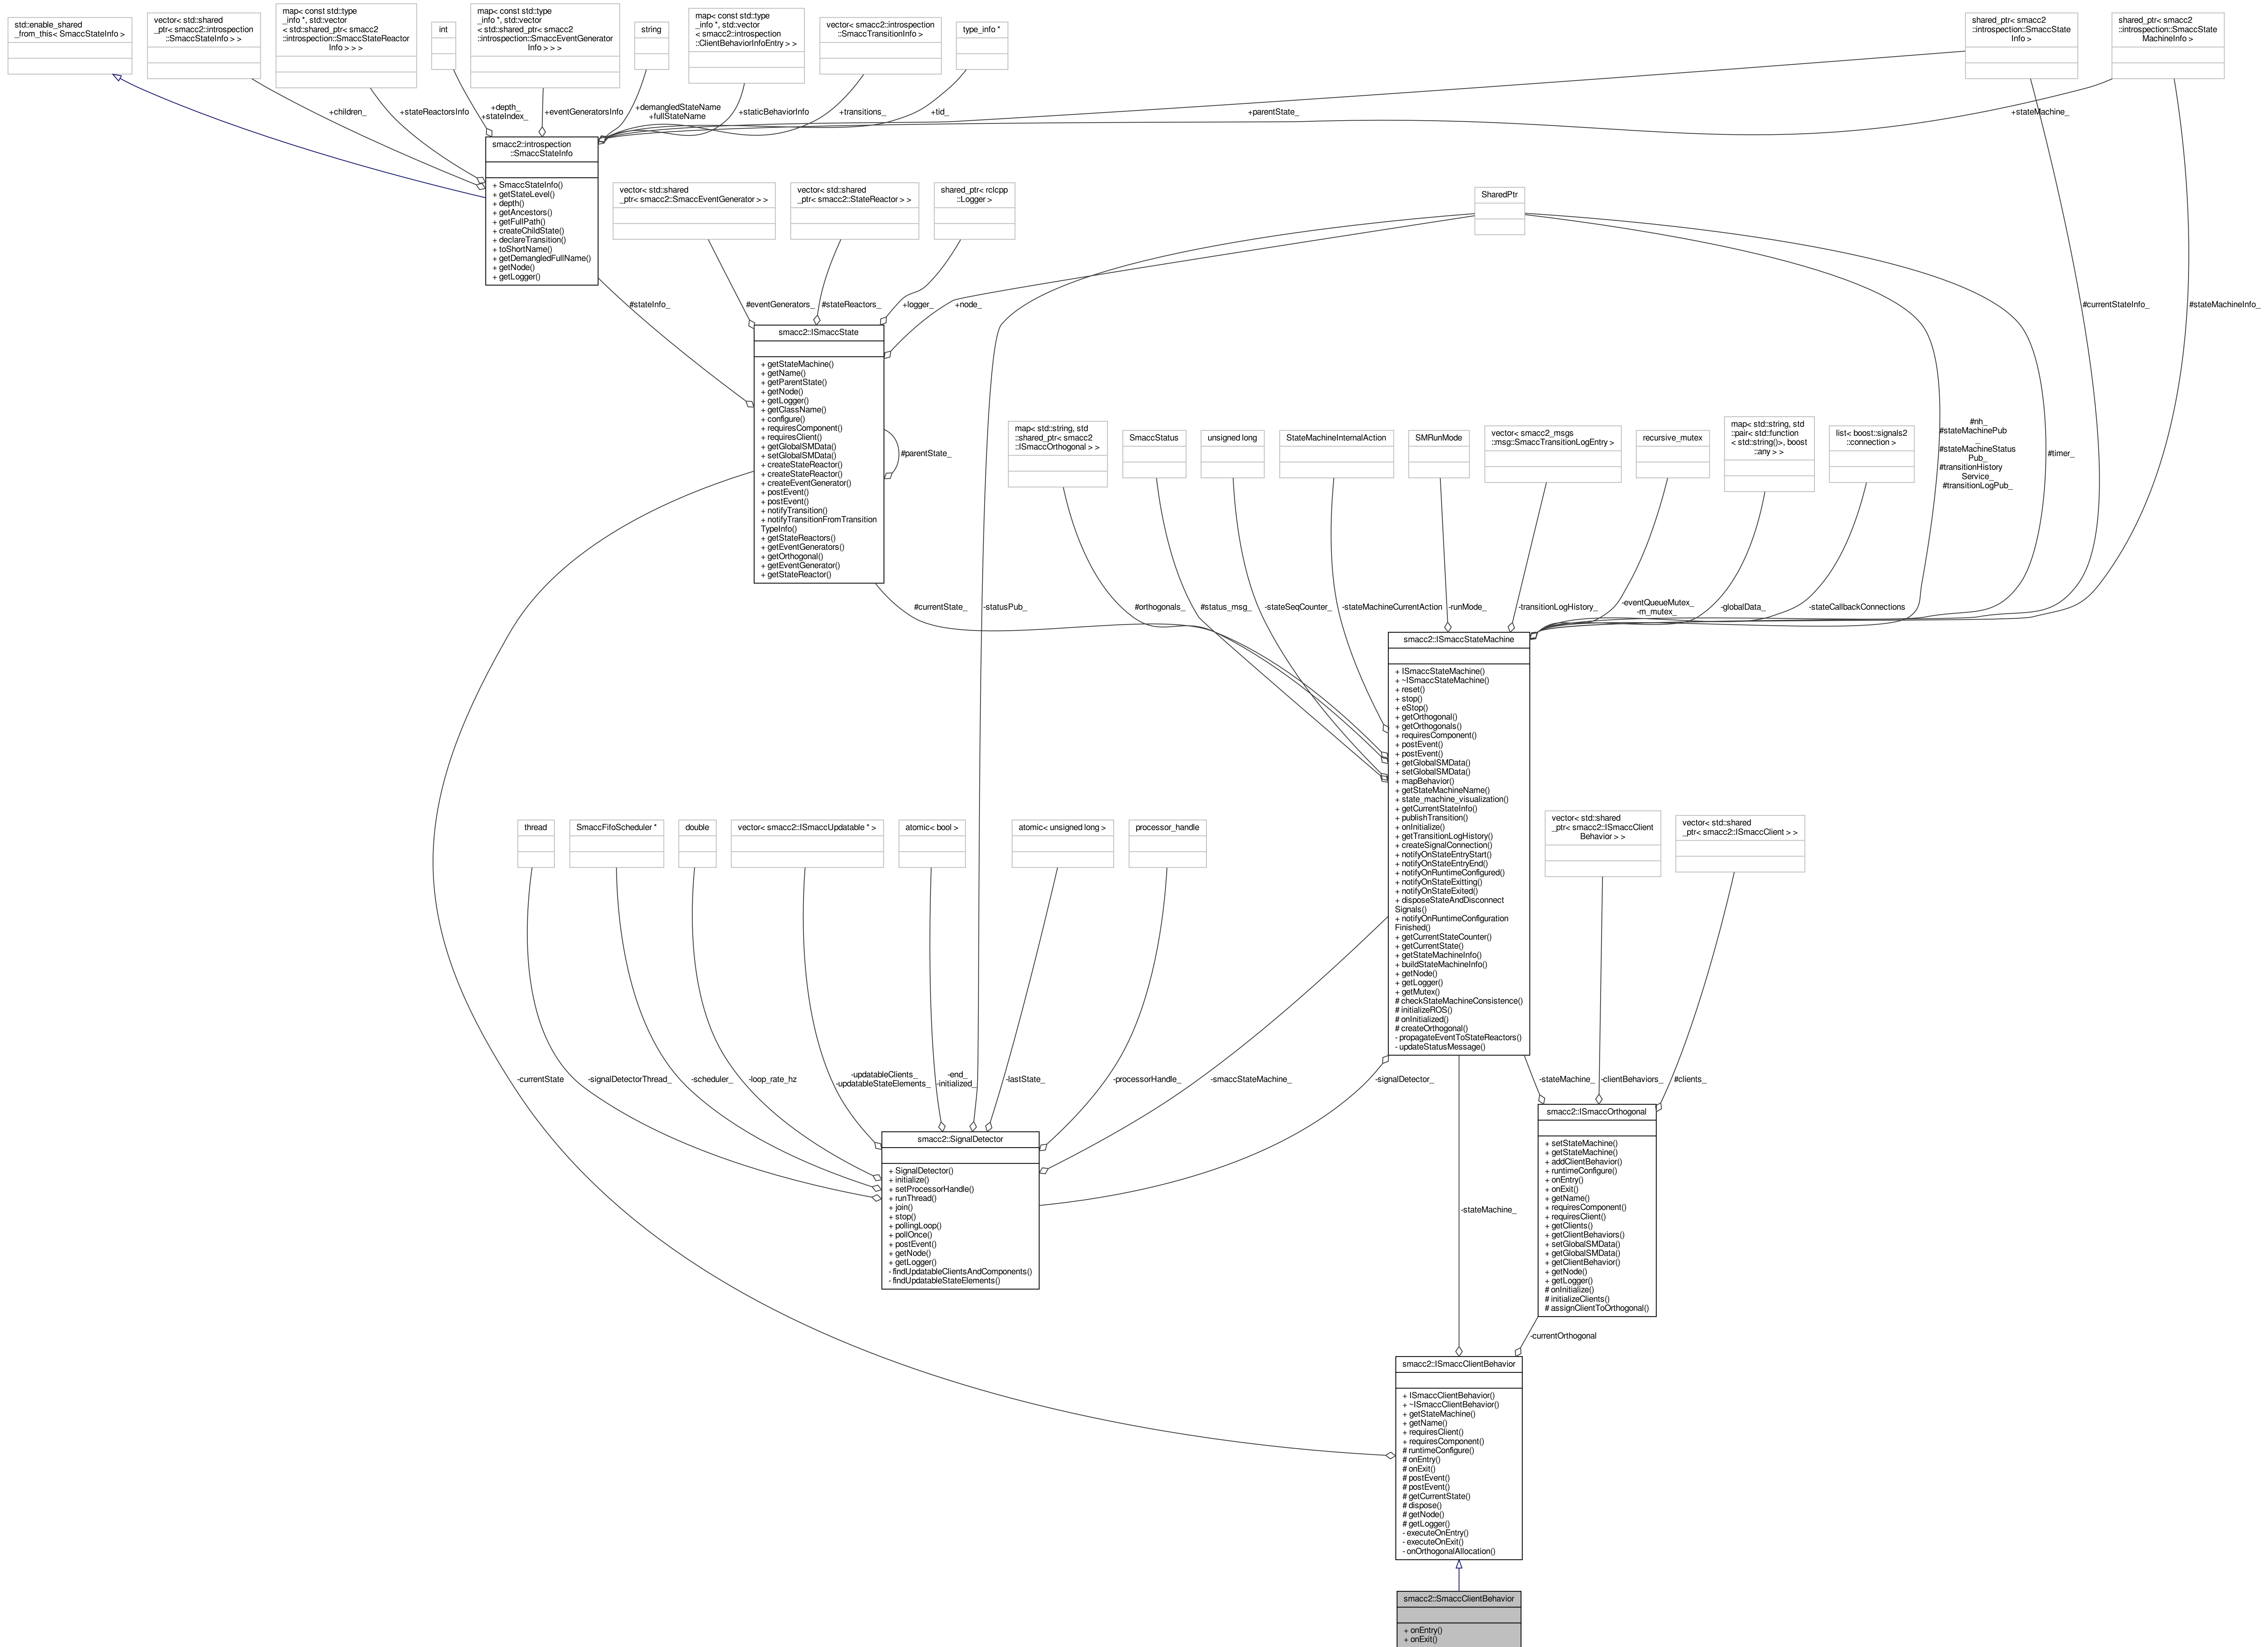 std::enable_shared
_from_this< SmaccStateInfo >
vector< std::shared
_ptr< smacc2::introspection
::SmaccStateInfo > >
map< const std::type
_info *, std::vector
< std::shared_ptr< smacc2
::introspection::SmaccStateReactor
Info > > >
int
map< const std::type
_info *, std::vector
< std::shared_ptr< smacc2
::introspection::SmaccEventGenerator
Info > > >
string
map< const std::type
_info *, std::vector
< smacc2::introspection
::ClientBehaviorInfoEntry > >
vector< smacc2::introspection
::SmaccTransitionInfo >
type_info *
shared_ptr< smacc2
::introspection::SmaccState
Info >
shared_ptr< smacc2
::introspection::SmaccState
MachineInfo >
+children_
+stateReactorsInfo
+depth_
+stateIndex_
+eventGeneratorsInfo
+demangledStateName
+fullStateName
+staticBehaviorInfo
+transitions_
+tid_
+parentState_
+stateMachine_
smacc2::introspection
::SmaccStateInfo
+ SmaccStateInfo()
+ getStateLevel()
+ depth()
+ getAncestors()
+ getFullPath()
+ createChildState()
+ declareTransition()
+ toShortName()
+ getDemangledFullName()
+ getNode()
+ getLogger()
vector< std::shared
_ptr< smacc2::SmaccEventGenerator > >
vector< std::shared
_ptr< smacc2::StateReactor > >
shared_ptr< rclcpp
::Logger >
SharedPtr
#stateInfo_
#eventGenerators_
#stateReactors_
+logger_
+node_
#currentStateInfo_
#stateMachineInfo_
smacc2::ISmaccState
+ getStateMachine()
+ getName()
+ getParentState()
+ getNode()
+ getLogger()
+ getClassName()
+ configure()
+ requiresComponent()
+ requiresClient()
+ getGlobalSMData()
+ setGlobalSMData()
+ createStateReactor()
+ createStateReactor()
+ createEventGenerator()
+ postEvent()
+ postEvent()
+ notifyTransition()
+ notifyTransitionFromTransition
TypeInfo()
+ getStateReactors()
+ getEventGenerators()
+ getOrthogonal()
+ getEventGenerator()
+ getStateReactor()
#parentState_
map< std::string, std
::shared_ptr< smacc2
::ISmaccOrthogonal > >
SmaccStatus
unsigned long
StateMachineInternalAction
SMRunMode
vector< smacc2_msgs
::msg::SmaccTransitionLogEntry >
recursive_mutex
map< std::string, std
::pair< std::function
< std::string()>, boost
::any > >
list< boost::signals2
::connection >
#nh_
#stateMachinePub
_
#stateMachineStatus
Pub_
#transitionHistory
Service_
#transitionLogPub_
#timer_
#currentState_
-statusPub_
#orthogonals_
#status_msg_
-stateSeqCounter_
-stateMachineCurrentAction
-runMode_
-transitionLogHistory_
-eventQueueMutex_
-m_mutex_
-globalData_
-stateCallbackConnections
smacc2::ISmaccStateMachine
+ ISmaccStateMachine()
+ ~ISmaccStateMachine()
+ reset()
+ stop()
+ eStop()
+ getOrthogonal()
+ getOrthogonals()
+ requiresComponent()
+ postEvent()
+ postEvent()
+ getGlobalSMData()
+ setGlobalSMData()
+ mapBehavior()
+ getStateMachineName()
+ state_machine_visualization()
+ getCurrentStateInfo()
+ publishTransition()
+ onInitialize()
+ getTransitionLogHistory()
+ createSignalConnection()
+ notifyOnStateEntryStart()
+ notifyOnStateEntryEnd()
+ notifyOnRuntimeConfigured()
+ notifyOnStateExitting()
+ notifyOnStateExited()
+ disposeStateAndDisconnect
Signals()
+ notifyOnRuntimeConfiguration
Finished()
+ getCurrentStateCounter()
+ getCurrentState()
+ getStateMachineInfo()
+ buildStateMachineInfo()
+ getNode()
+ getLogger()
+ getMutex()
# checkStateMachineConsistence()
# initializeROS()
# onInitialized()
# createOrthogonal()
- propagateEventToStateReactors()
- updateStatusMessage()
thread
SmaccFifoScheduler *
double
vector< smacc2::ISmaccUpdatable * >
atomic< bool >
atomic< unsigned long >
processor_handle
vector< std::shared
_ptr< smacc2::ISmaccClient
Behavior > >
vector< std::shared
_ptr< smacc2::ISmaccClient > >
-currentState
-signalDetectorThread_
-scheduler_
-loop_rate_hz
-updatableClients_
-updatableStateElements_
-end_
-initialized_
-lastState_
-processorHandle_
-smaccStateMachine_
-signalDetector_
-stateMachine_
-clientBehaviors_
#clients_
smacc2::SignalDetector
+ SignalDetector()
+ initialize()
+ setProcessorHandle()
+ runThread()
+ join()
+ stop()
+ pollingLoop()
+ pollOnce()
+ postEvent()
+ getNode()
+ getLogger()
- findUpdatableClientsAndComponents()
- findUpdatableStateElements()
smacc2::ISmaccOrthogonal
+ setStateMachine()
+ getStateMachine()
+ addClientBehavior()
+ runtimeConfigure()
+ onEntry()
+ onExit()
+ getName()
+ requiresComponent()
+ requiresClient()
+ getClients()
+ getClientBehaviors()
+ setGlobalSMData()
+ getGlobalSMData()
+ getClientBehavior()
+ getNode()
+ getLogger()
# onInitialize()
# initializeClients()
# assignClientToOrthogonal()
-stateMachine_
-currentOrthogonal
smacc2::ISmaccClientBehavior
+ ISmaccClientBehavior()
+ ~ISmaccClientBehavior()
+ getStateMachine()
+ getName()
+ requiresClient()
+ requiresComponent()
# runtimeConfigure()
# onEntry()
# onExit()
# postEvent()
# postEvent()
# getCurrentState()
# dispose()
# getNode()
# getLogger()
- executeOnEntry()
- executeOnExit()
- onOrthogonalAllocation()
smacc2::SmaccClientBehavior
+ onEntry()
+ onExit()